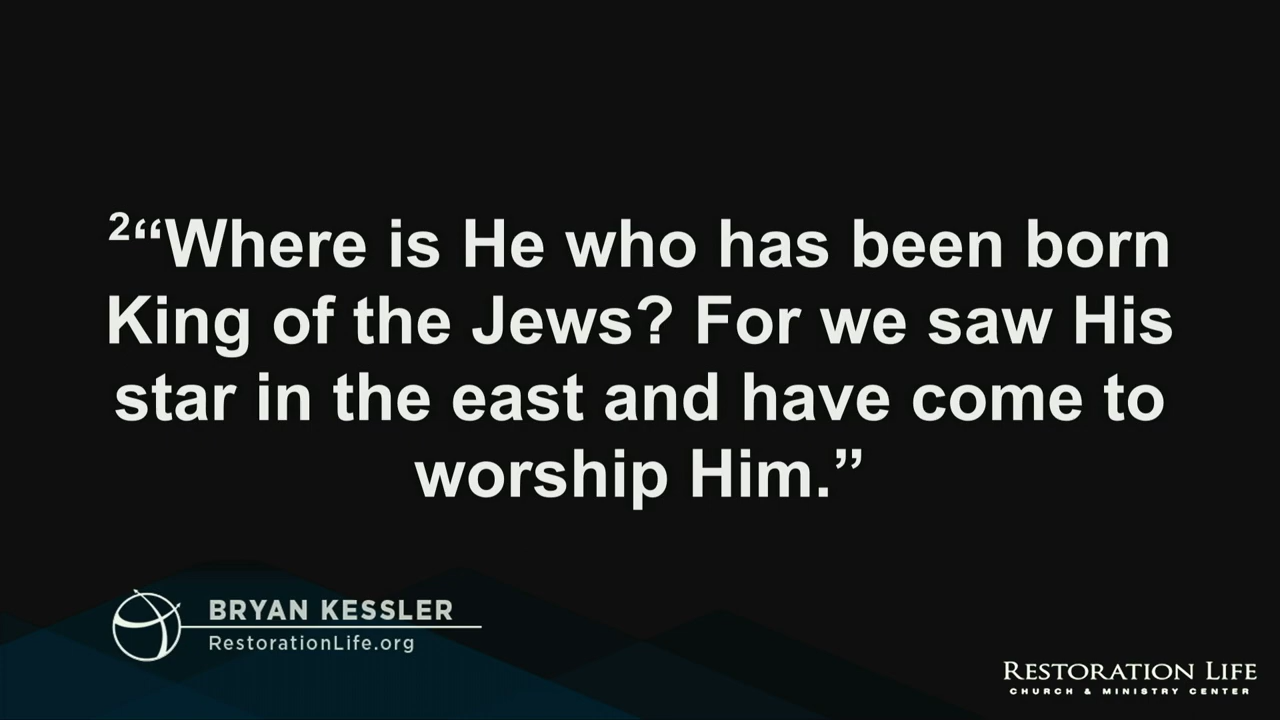 ²“Where is He who has been born
King of the Jews? For we saw His
star in the east and have come to
worship Him.”
BRYAN KESSLER
RestorationLife.org
RESTORATION LIFE
CHURCH & MINISTRY CENTER